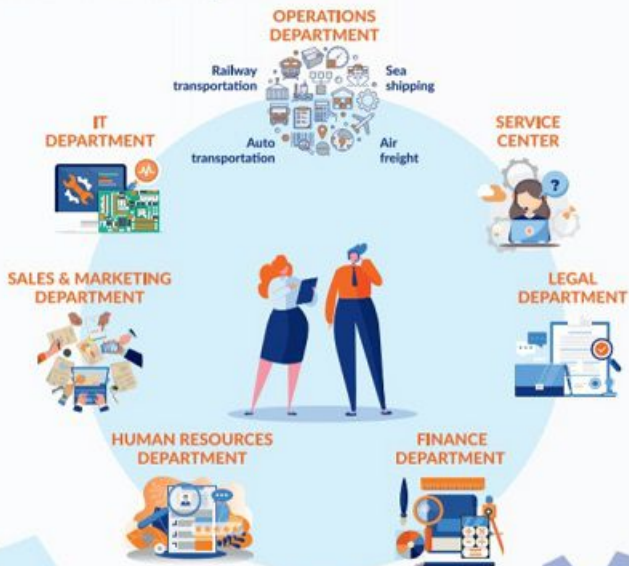 OPERATIONS
DEPARTMENT
Railway
transportation
Sea
shipping
Auto
transportation
Air
freight
IT
DEPARTMENT
SERVICE
CENTER
?
SALES & MARKETING
DEPARTMENT
LEGAL
DEPARTMENT
HUMAN RESOURCES
DEPARTMENT
FINANCE
DEPARTMENT